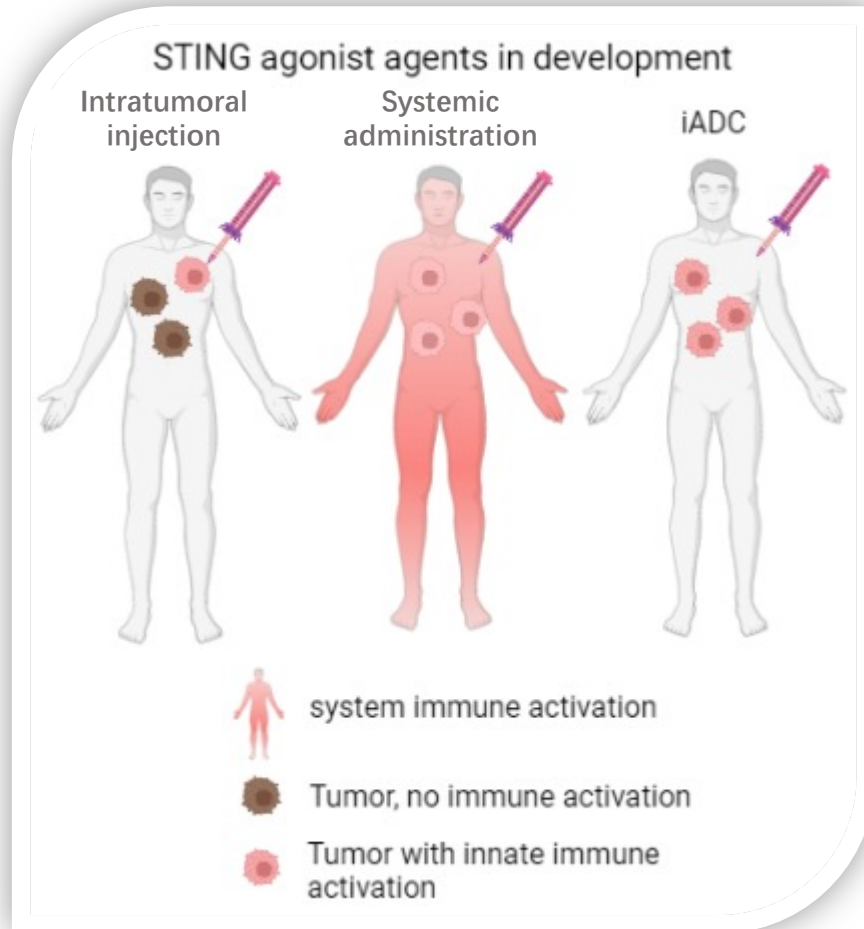 STING agonist agents in development
Intratumoral
injection
Systemic
administration
iADC
system immune activation
Tumor, no immune activation
Tumor with innate immune
activation